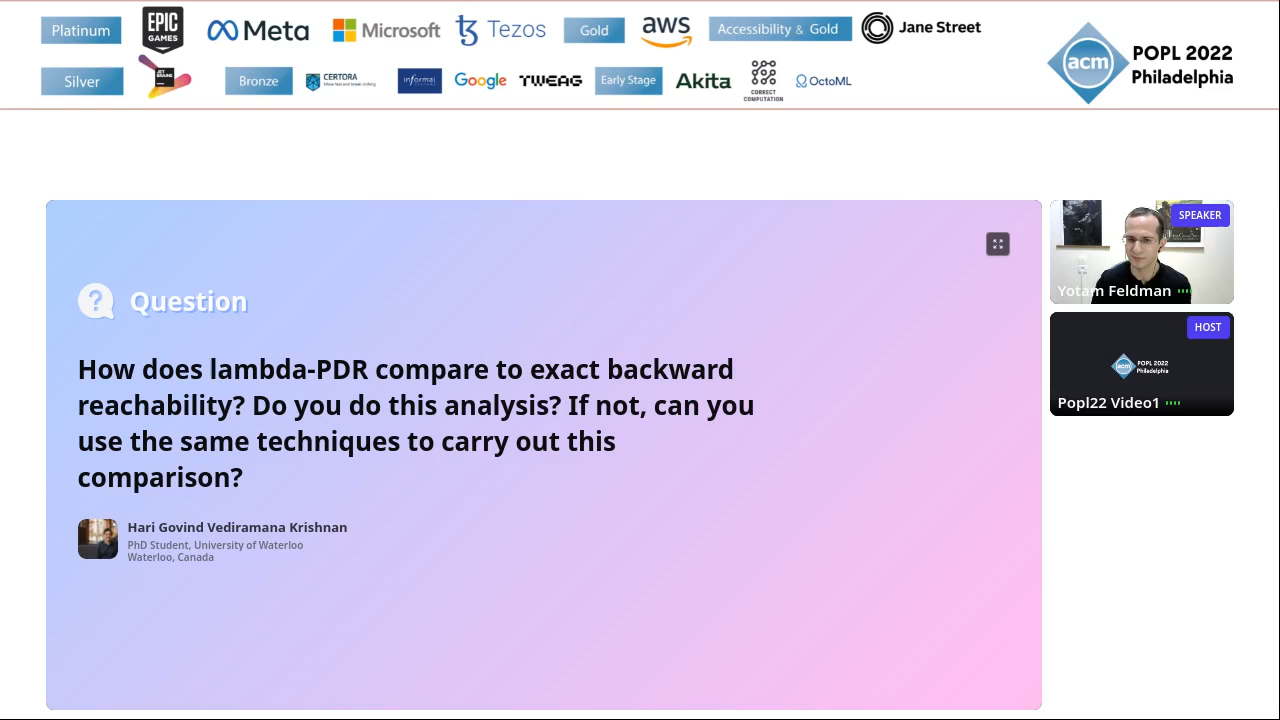 Platinum
EPIC GAMES
Meta
Microsoft
Tezos
Gold
aws
Accessibility & Gold
Jane Street
Silver
JET BRAINS
Bronze
CERTORA
informal
Google
TWEAG
Early Stage
Akita
CORRECT COMPUTATION
OctoML
acm
POPL 2022
Philadelphia
Question
How does lambda-PDR compare to exact backward
reachability? Do you do this analysis? If not, can you
use the same techniques to carry out this
comparison?
Hari Govind Vediramana Krishnan
PhD Student, University of Waterloo
Waterloo, Canada
SPEAKER
Yotam Feldman
HOST
acm
POPL 2022
Philadelphia
Popl22 Video1